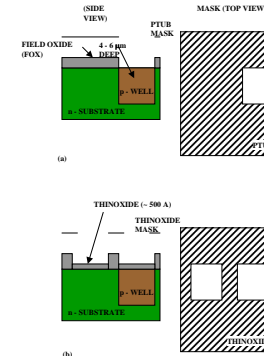 (SIDE
VIEW)
MASK (TOP VIEW
PTUB
MASK
FIELD OXIDE
(FOX)
4 - 6 μm
DEEP
p - WELL
n - SUBSTRATE
(a)
THINOXIDE (~ 500 A)
THINOXIDE
MASK
p - WELL
n - SUBSTRATE
THINOXID
(b)